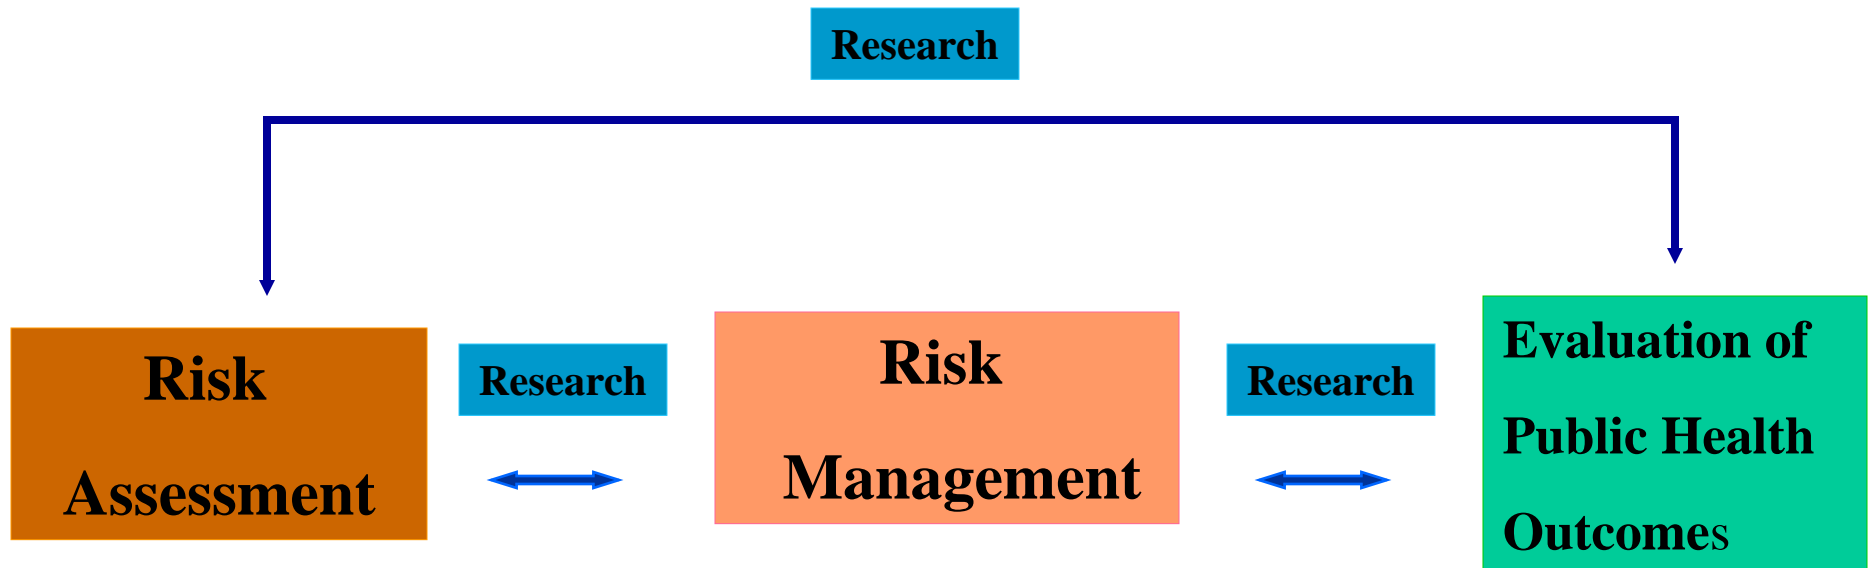 Research
Risk
Assessment
Research
Risk
Management
Research
Evaluation of
Public Health
Outcomes